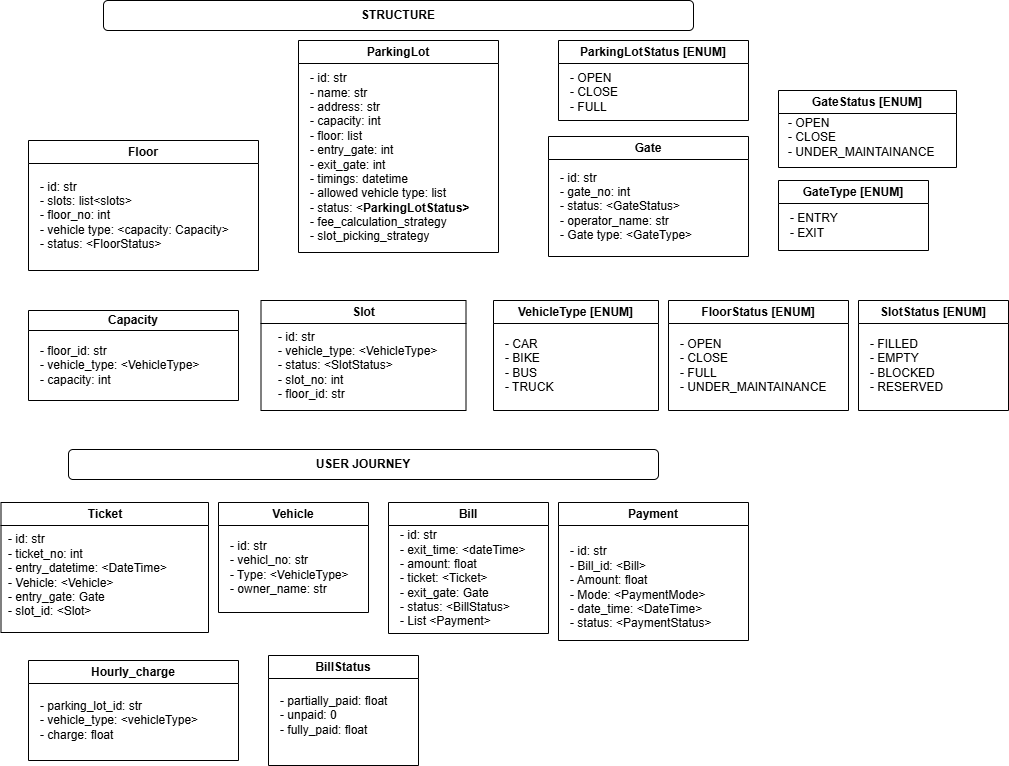 STRUCTURE
ParkingLot
- id: str
- name: str
- address: str
- capacity: int
- floor: list
- entry_gate: int
- exit_gate: int
- timings: datetime
- allowed vehicle type: list
- status: <ParkingLotStatus>
- fee_calculation_strategy
- slot_picking_strategy
ParkingLotStatus [ENUM]
- OPEN
- CLOSE
- FULL
GateStatus [ENUM]
- OPEN
- CLOSE
- UNDER_MAINTAINANCE
Floor
- id: str
- slots: list<slots>
- floor_no: int
- vehicle type: <capacity: Capacity>
- status: <FloorStatus>
Gate
- id: str
- gate_no: int
- status: <GateStatus>
- operator_name: str
- Gate type: <GateType>
GateType [ENUM]
- ENTRY
- EXIT
Capacity
- floor_id: str
- vehicle_type: <VehicleType>
- capacity: int
Slot
- id: str
- vehicle_type: <VehicleType>
- status: <SlotStatus>
- slot_no: int
- floor_id: str
VehicleType [ENUM]
- CAR
- BIKE
- BUS
- TRUCK
FloorStatus [ENUM]
- OPEN
- CLOSE
- FULL
- UNDER_MAINTAINANCE
SlotStatus [ENUM]
- FILLED
- EMPTY
- BLOCKED
- RESERVED
USER JOURNEY
Ticket
- id: str
- ticket_no: int
- entry_datetime: <DateTime>
- Vehicle: <Vehicle>
- entry_gate: Gate
- slot_id: <Slot>
Vehicle
- id: str
- vehicl_no: str
- Type: <VehicleType>
- owner_name: str
Bill
- id: str
- exit_time: <dateTime>
- amount: float
- ticket: <Ticket>
- exit_gate: Gate
- status: <BillStatus>
- List <Payment>
Payment
- id: str
- Bill_id: <Bill>
- Amount: float
- Mode: <PaymentMode>
- date_time: <DateTime>
- status: <PaymentStatus>
Hourly_charge
- parking_lot_id: str
- vehicle_type: <vehicleType>
- charge: float
BillStatus
- partially_paid: float
- unpaid: 0
- fully_paid: float